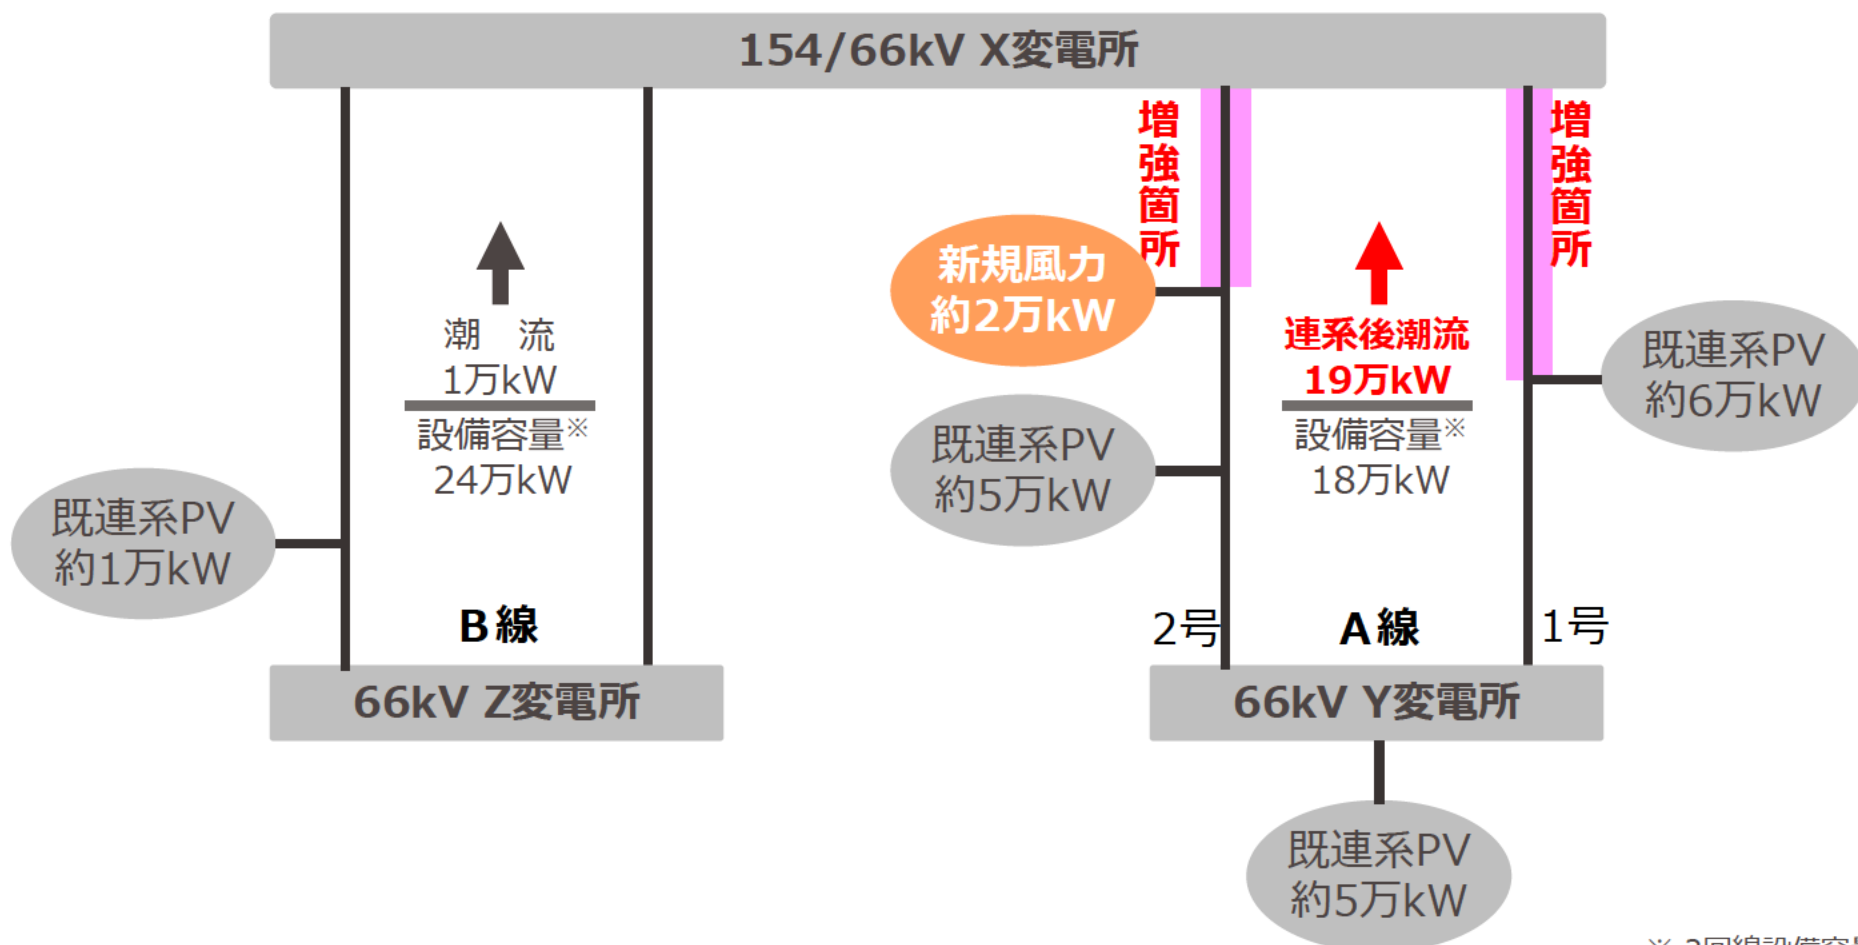 154/66kV X変電所
増強箇所
増強箇所
新規風力
約2万kW
潮 流
1万kW
設備容量※
24万kW
連系後潮流
19万kW
設備容量※
18万kW
既連系PV
約6万kW
既連系PV
約5万kW
既連系PV
約1万kW
B線
2号
A線
1号
66kV Z変電所
66kV Y変電所
既連系PV
約5万kW